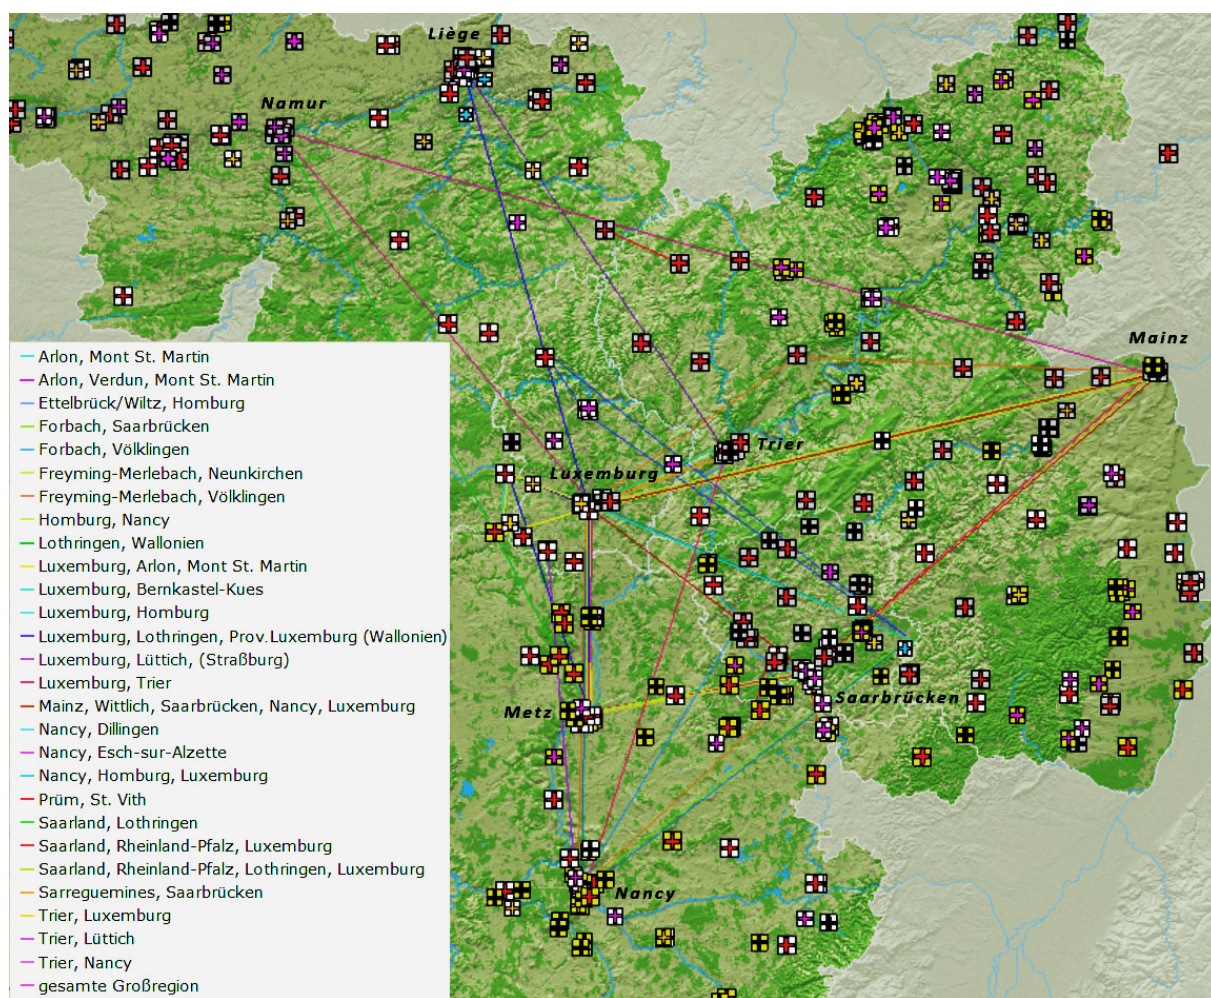 Liège
Namur
Mainz
Trier
Luxemburg
Saarbrücken
Metz
Nancy
Arlon, Mont St. Martin
Arlon, Verdun, Mont St. Martin
Ettelbrück/Wiltz, Homburg
Forbach, Saarbrücken
Forbach, Völklingen
Freyming-Merlebach, Neunkirchen
Freyming-Merlebach, Völklingen
Homburg, Nancy
Lothringen, Wallonien
Luxemburg, Arlon, Mont St. Martin
Luxemburg, Bernkastel-Kues
Luxemburg, Homburg
Luxemburg, Lothringen, Prov.Luxemburg (Wallonien)
Luxemburg, Lüttich, (Straßburg)
Luxemburg, Trier
Mainz, Wittlich, Saarbrücken, Nancy, Luxemburg
Nancy, Dillingen
Nancy, Esch-sur-Alzette
Nancy, Homburg, Luxemburg
Prüm, St. Vith
Saarland, Lothringen
Saarland, Rheinland-Pfalz, Luxemburg
Saarland, Rheinland-Pfalz, Lothringen, Luxemburg
Sarreguemines, Saarbrücken
Trier, Luxemburg
Trier, Lüttich
Trier, Nancy
gesamte Großregion